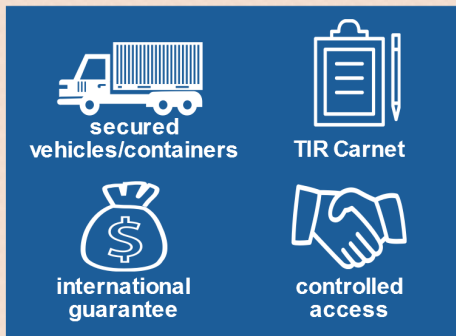 secured
vehicles/containers
TIR Carnet
$
international
guarantee
controlled
access